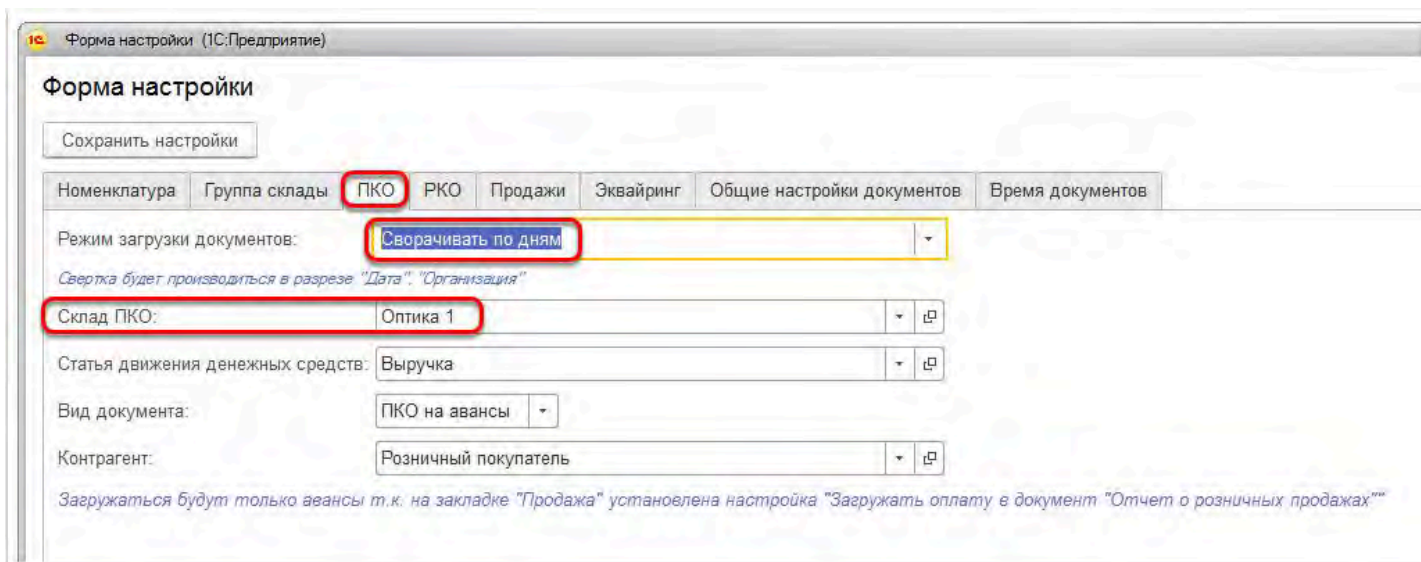 1С Форма настройки (1С:Предприятие)
Форма настройки
Сохранить настройки
Номенклатура Группа склады ПКО РКО Продажи Эквайринг Общие настройки документов Время документов
Режим загрузки документов: Сворачивать по дням
Свертка будет производиться в разрезе "Дата", "Организация"
Склад ПКО: Оптика 1
Статья движения денежных средств: Выручка
Вид документа: ПКО на авансы
Контрагент: Розничный покупатель
Загружаться будут только авансы т.к. на закладке "Продажа" установлена настройка "Загружать оплату в документ "Отчет о розничных продажах""